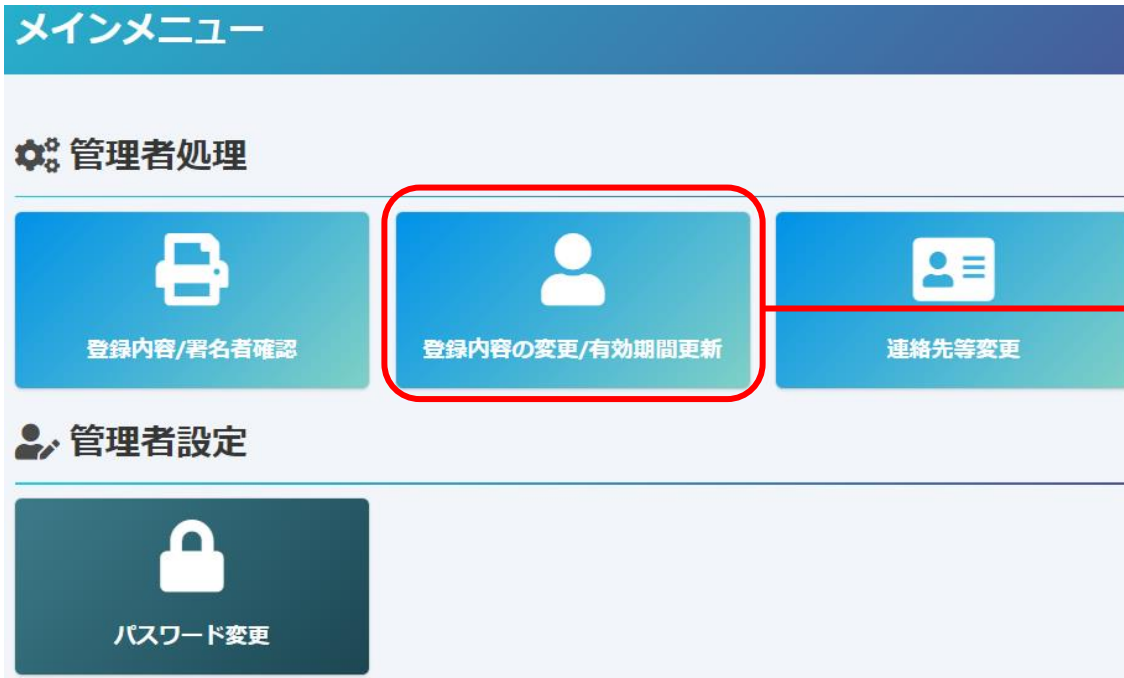 メインメニュー
管理者処理
登録内容/署名者確認
登録内容の変更/有効期間更新
連絡先等変更
管理者設定
パスワード変更